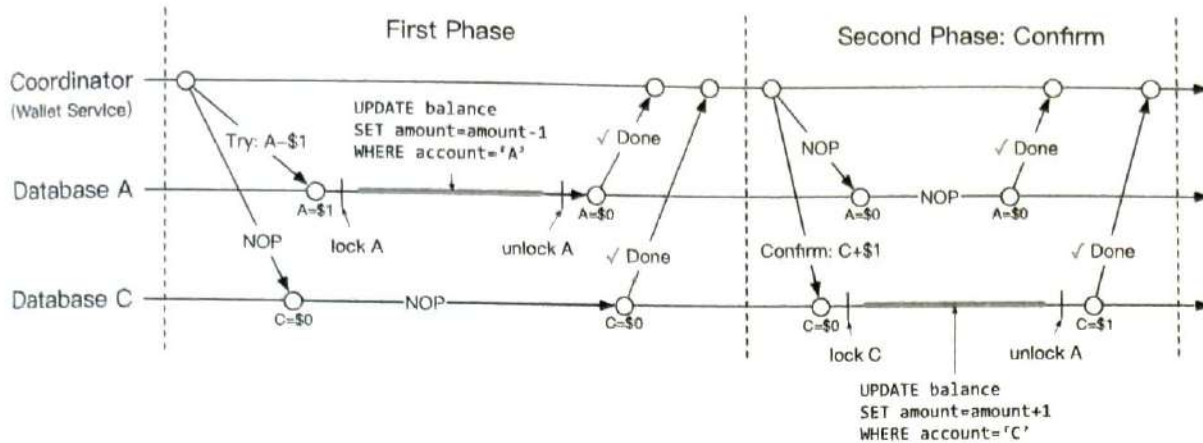 First Phase
Second Phase: Confirm
Coordinator
(Wallet Service)
UPDATE balance
SET amount=amount-1
WHERE account='A'
Try: A–$1
✓ Done
NOP
✓ Done
Database A
A=$1
A=$0
A=$0
NOP
A=$0
lock A
unlock A
NOP
✓ Done
Confirm: C+$1
✓ Done
Database C
NOP
C=$0
C=$0
C=$0
C=$1
lock C
unlock A
UPDATE balance
SET amount=amount+1
WHERE account='C'